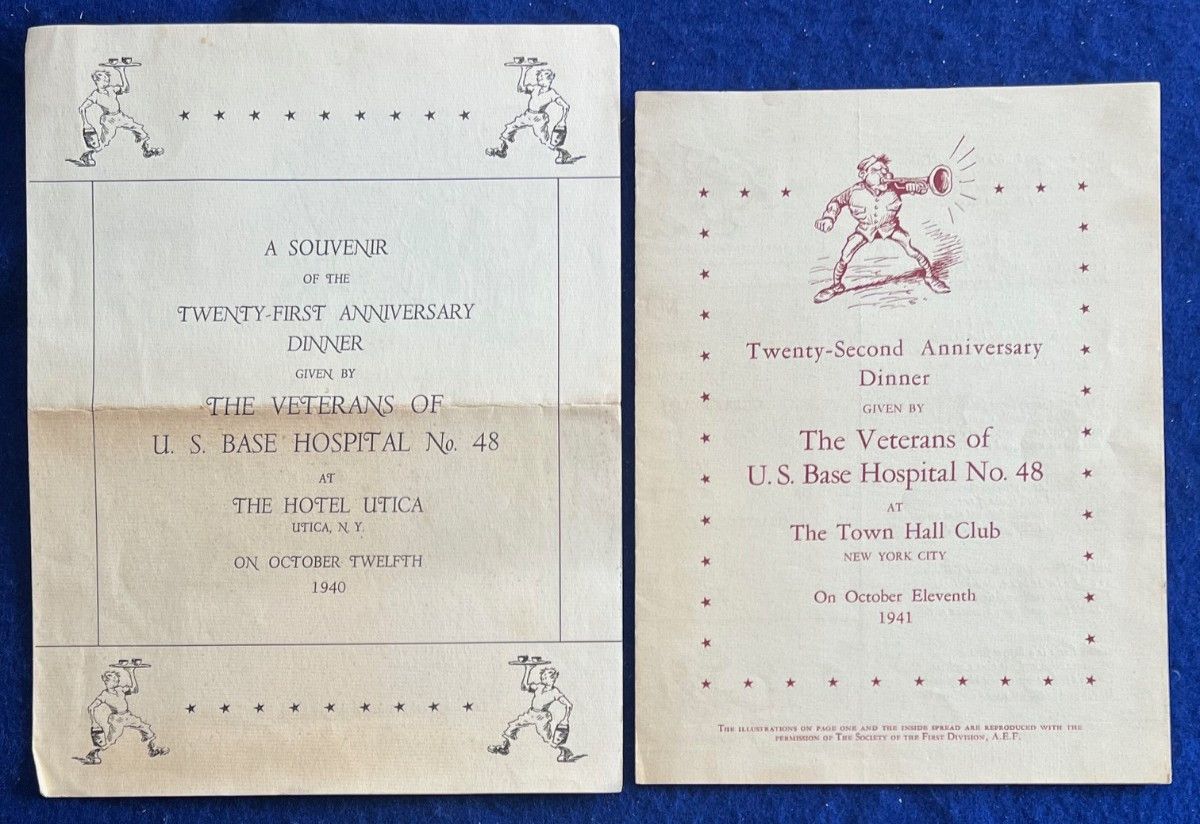 A SOUVENIR
OF THE
TWENTY-FIRST ANNIVERSARY
DINNER
GIVEN BY
THE VETERANS OF
U. S. BASE HOSPITAL No. 48
AT
THE HOTEL UTICA
UTICA, N. Y.
ON OCTOBER TWELFTH
1940
Twenty-Second Anniversary
Dinner
GIVEN BY
The Veterans of
U. S. Base Hospital No. 48
AT
The Town Hall Club
NEW YORK CITY
On October Eleventh
1941
THE ILLUSTRATIONS ON PAGE ONE AND THE INSIDE SPREAD ARE REPRODUCED WITH THE
PERMISSION OF THE SOCIETY OF THE FIRST DIVISION, A.E.F.